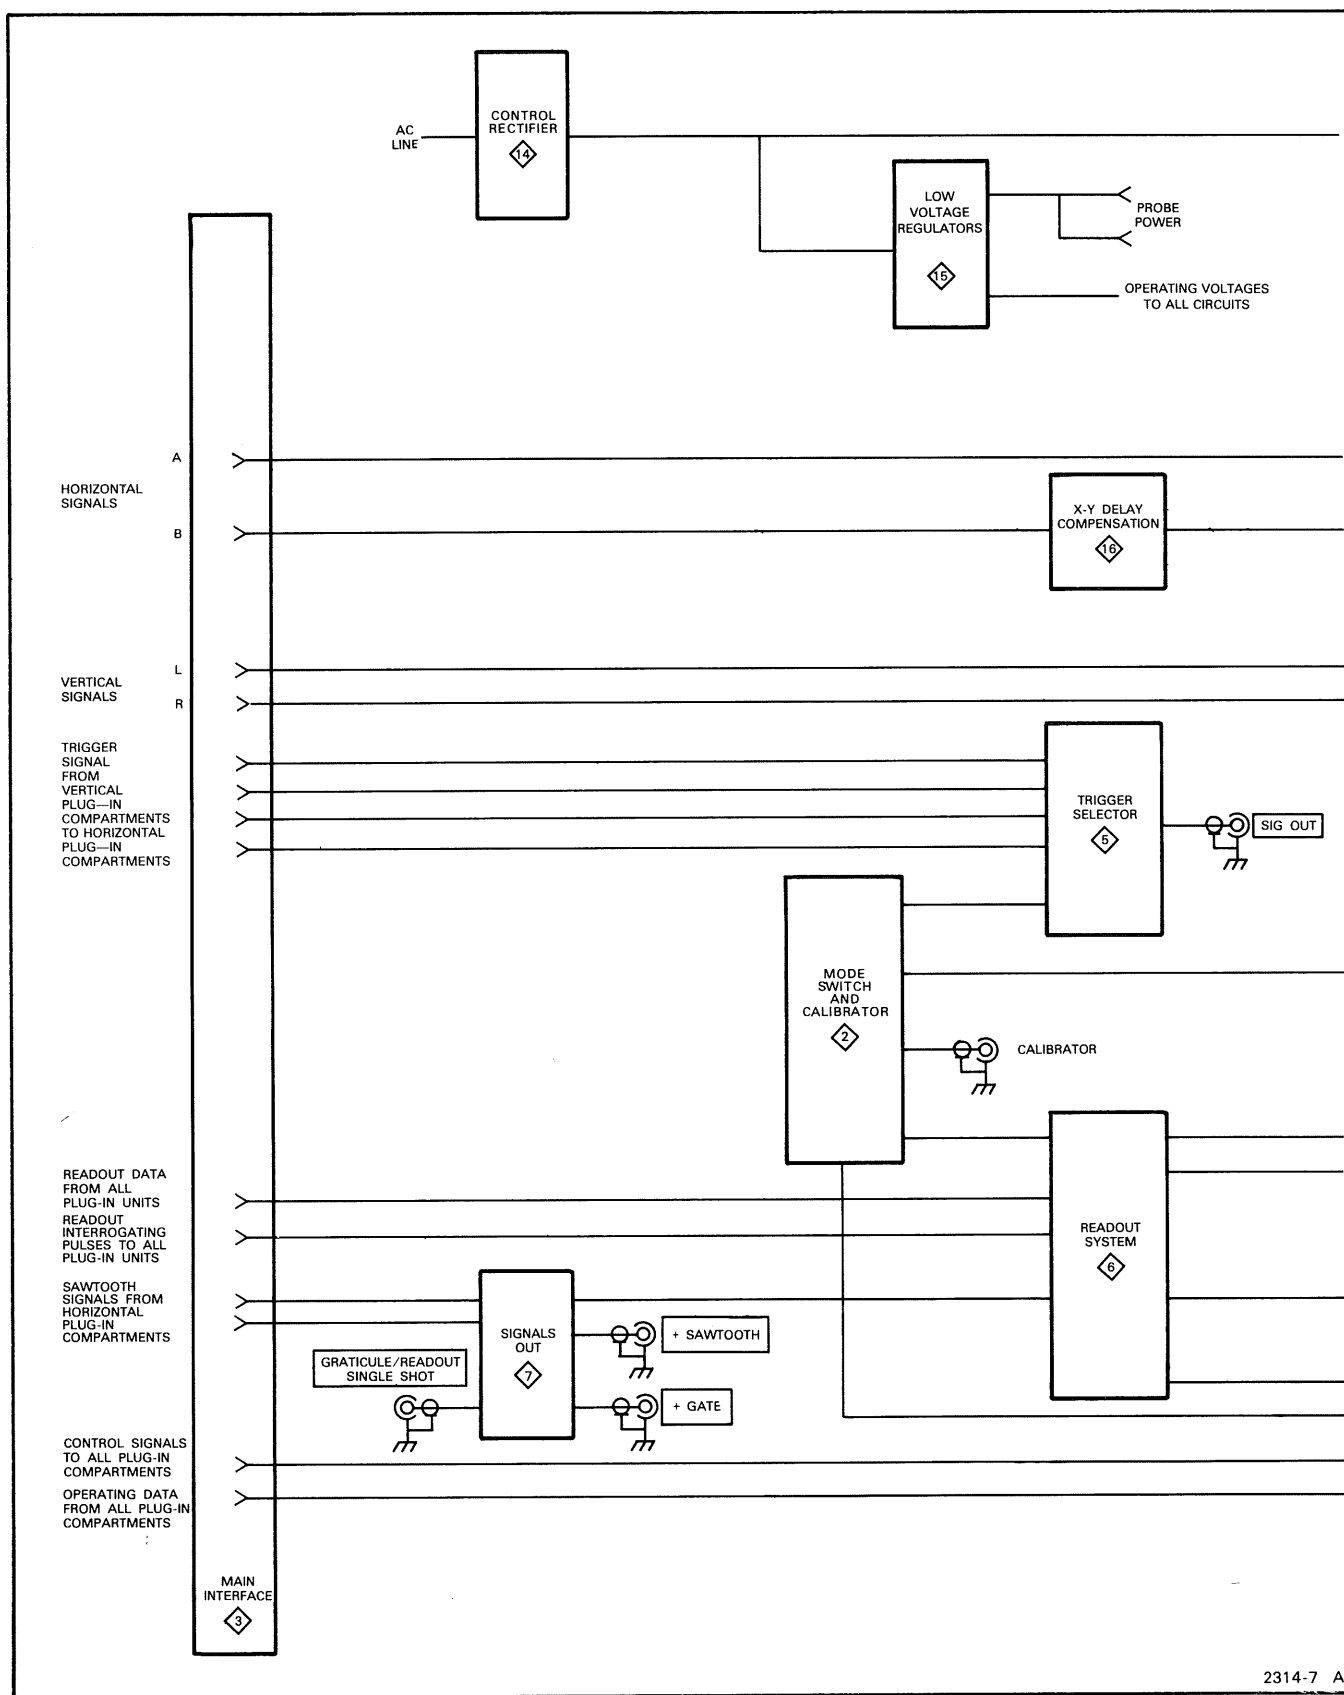 CONTROL
RECTIFIER
14
AC
LINE
LOW
VOLTAGE
REGULATORS
15
PROBE
POWER
OPERATING VOLTAGES
TO ALL CIRCUITS
A
HORIZONTAL
SIGNALS
B
X-Y DELAY
COMPENSATION
16
L
VERTICAL
SIGNALS
R
TRIGGER
SIGNAL
FROM
VERTICAL
PLUG—IN
COMPARTMENTS
TO HORIZONTAL
PLUG—IN
COMPARTMENTS
TRIGGER
SELECTOR
5
SIG OUT
MODE
SWITCH
AND
CALIBRATOR
2
CALIBRATOR
READOUT DATA
FROM ALL
PLUG-IN UNITS
READOUT
INTERROGATING
PULSES TO ALL
PLUG-IN UNITS
READOUT
SYSTEM
6
SAWTOOTH
SIGNALS FROM
HORIZONTAL
PLUG-IN
COMPARTMENTS
SIGNALS
OUT
7
+ SAWTOOTH
GRATICULE/READOUT
SINGLE SHOT
+ GATE
CONTROL SIGNALS
TO ALL PLUG-IN
COMPARTMENTS
OPERATING DATA
FROM ALL PLUG-IN
COMPARTMENTS
MAIN
INTERFACE
3
2314-7 A